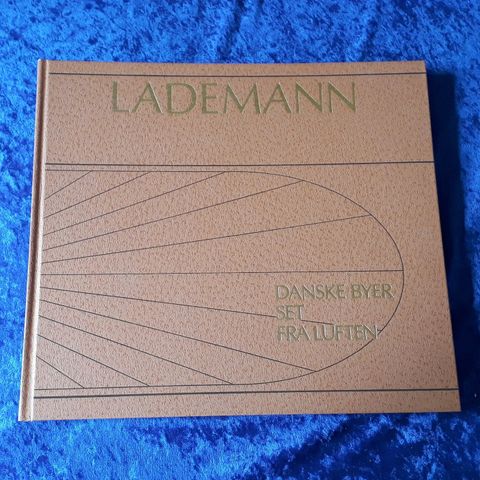 LADEMANN
DANSKE BYER
SET
FRA LUFTEN